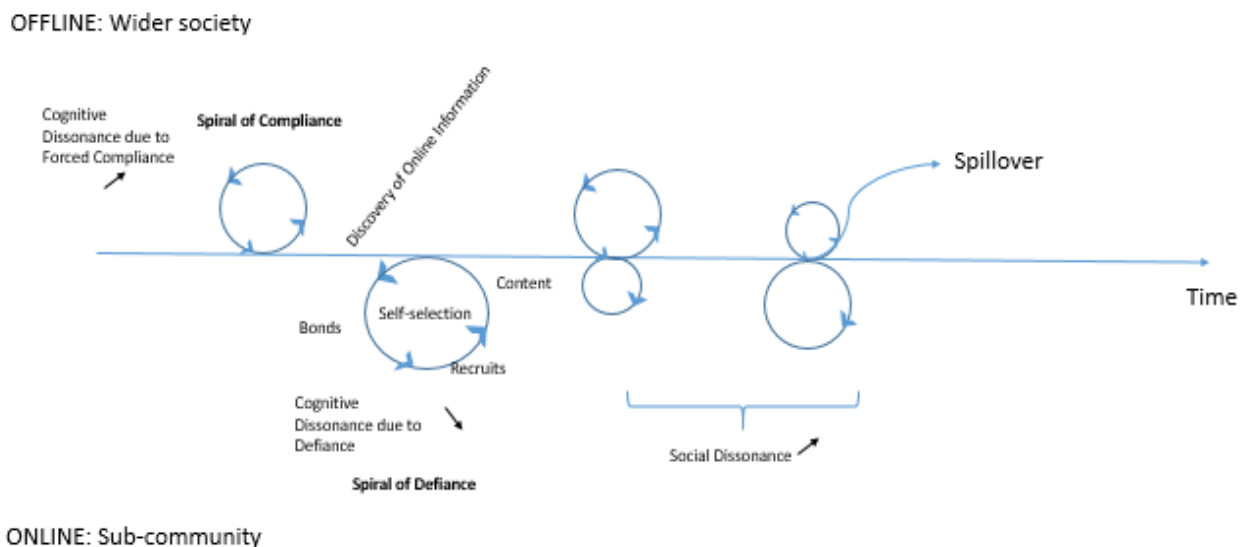 OFFLINE: Wider society
Cognitive
Dissonance due to
Forced Compliance
Spiral of Compliance
Discovery of Online Information
Spillover
Time
Content
Self-selection
Bonds
Recruits
Cognitive
Dissonance due to
Defiance
Spiral of Defiance
Social Dissonance
ONLINE: Sub-community